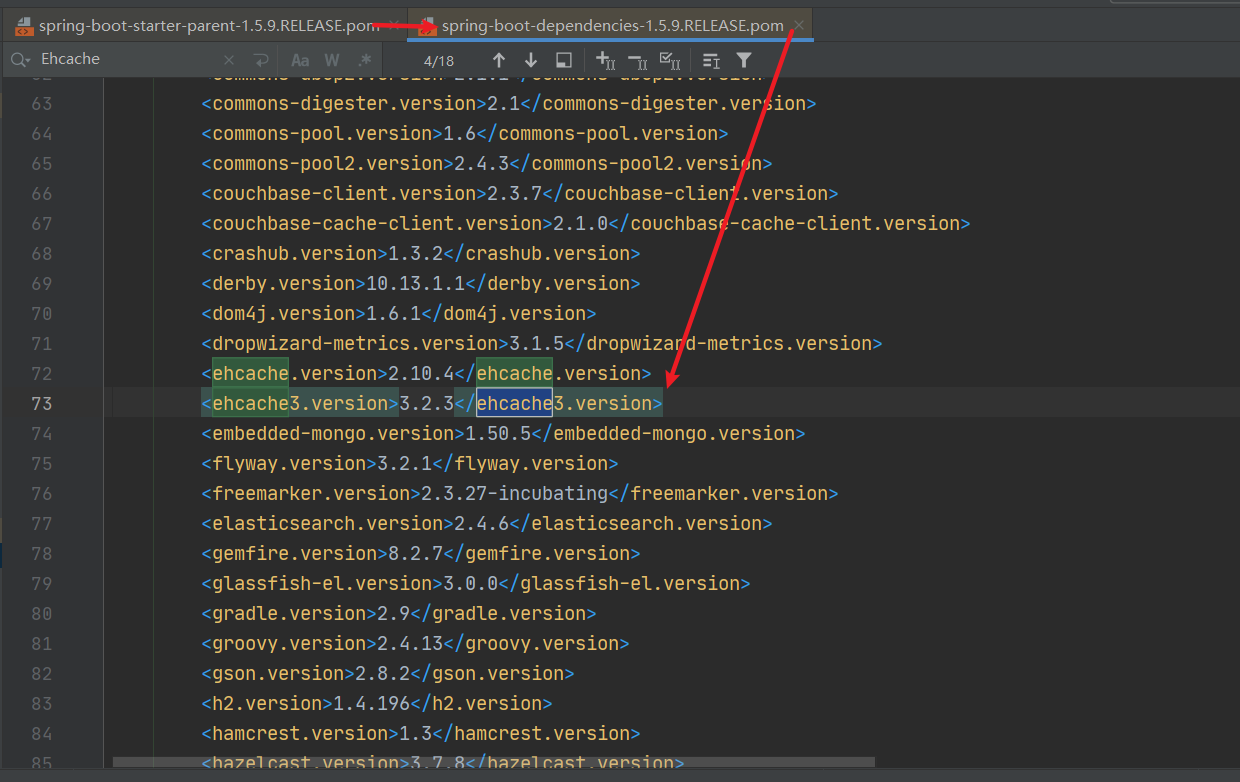 spring-boot-starter-parent-1.5.9.RELEASE.pom
spring-boot-dependencies-1.5.9.RELEASE.pom
Ehcache
Aa W .*
4/18
63 <commons-digester.version>2.1</commons-digester.version>
64 <commons-pool.version>1.6</commons-pool.version>
65 <commons-pool2.version>2.4.3</commons-pool2.version>
66 <couchbase-client.version>2.3.7</couchbase-client.version>
67 <couchbase-cache-client.version>2.1.0</couchbase-cache-client.version>
68 <crashub.version>1.3.2</crashub.version>
69 <derby.version>10.13.1.1</derby.version>
70 <dom4j.version>1.6.1</dom4j.version>
71 <dropwizard-metrics.version>3.1.5</dropwizard-metrics.version>
72 <ehcache.version>2.10.4</ehcache.version>
73 <ehcache3.version>3.2.3</ehcache3.version>
74 <embedded-mongo.version>1.50.5</embedded-mongo.version>
75 <flyway.version>3.2.1</flyway.version>
76 <freemarker.version>2.3.27-incubating</freemarker.version>
77 <elasticsearch.version>2.4.6</elasticsearch.version>
78 <gemfire.version>8.2.7</gemfire.version>
79 <glassfish-el.version>3.0.0</glassfish-el.version>
80 <gradle.version>2.9</gradle.version>
81 <groovy.version>2.4.13</groovy.version>
82 <gson.version>2.8.2</gson.version>
83 <h2.version>1.4.196</h2.version>
84 <hamcrest.version>1.3</hamcrest.version>
85 <hazelcast.version>3.7.8</hazelcast.version>